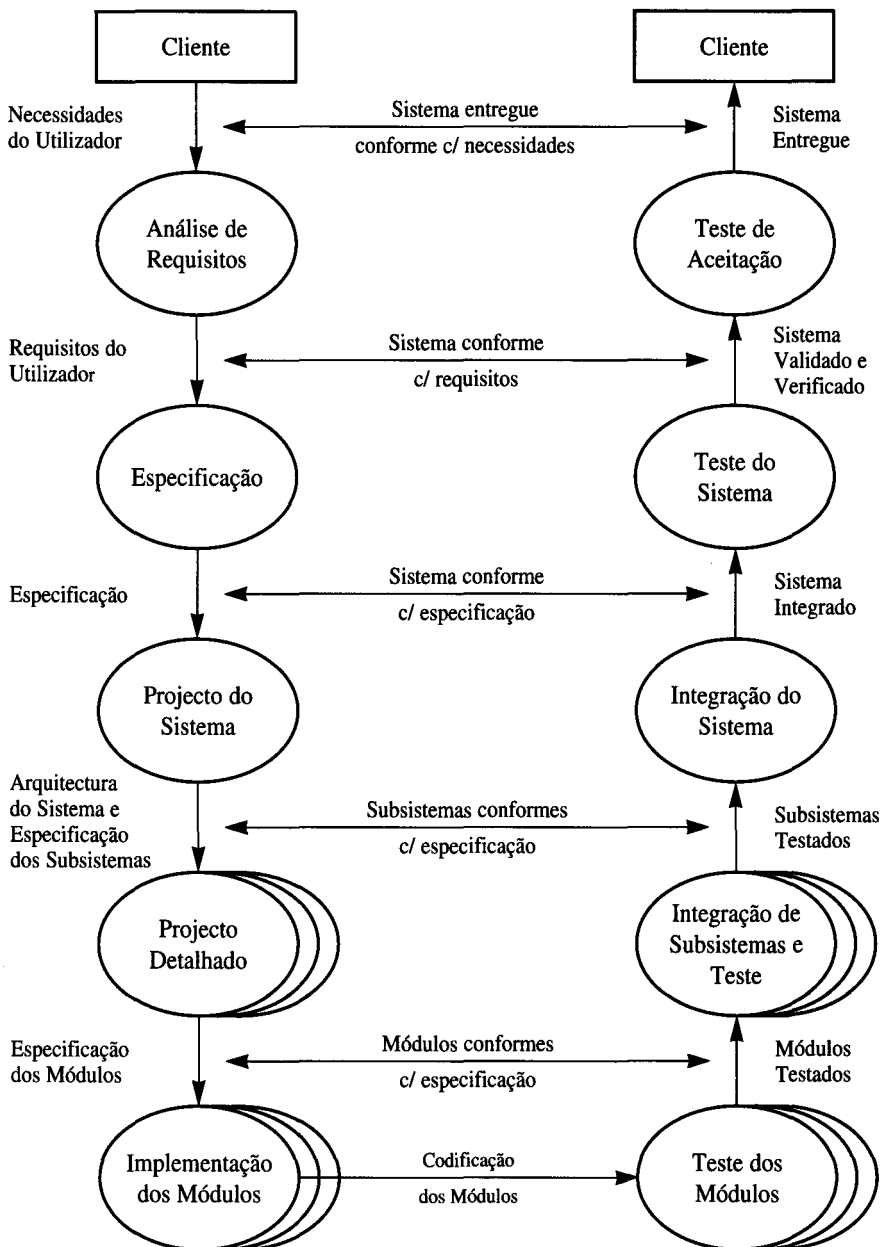 Cliente
Cliente
Necessidades
do Utilizador
Sistema entregue
conforme c/ necessidades
Sistema
Entregue
Análise de
Requisitos
Teste de
Aceitação
Requisitos do
Utilizador
Sistema conforme
c/ requisitos
Sistema
Validado e
Verificado
Especificação
Teste do
Sistema
Especificação
Sistema conforme
c/ especificação
Sistema
Integrado
Projecto do
Sistema
Integração do
Sistema
Arquitectura
do Sistema e
Especificação
dos Subsistemas
Subsistemas conformes
c/ especificação
Subsistemas
Testados
Projecto
Detalhado
Integração de
Subsistemas e
Teste
Especificação
dos Módulos
Módulos conformes
c/ especificação
Módulos
Testados
Implementação
dos Módulos
Codificação
dos Módulos
Teste dos
Módulos